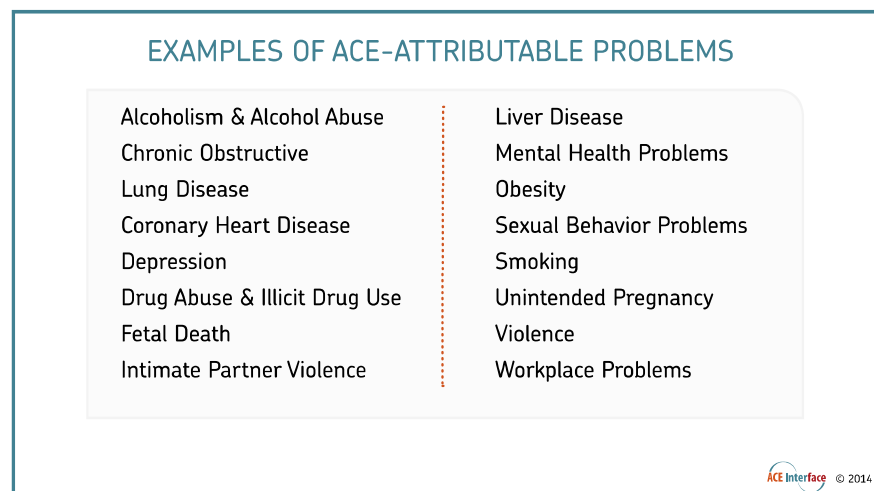 EXAMPLES OF ACE-ATTRIBUTABLE PROBLEMS
Alcoholism & Alcohol Abuse
Chronic Obstructive
Lung Disease
Coronary Heart Disease
Depression
Drug Abuse & Illicit Drug Use
Fetal Death
Intimate Partner Violence
Liver Disease
Mental Health Problems
Obesity
Sexual Behavior Problems
Smoking
Unintended Pregnancy
Violence
Workplace Problems
ACE Interface © 2014